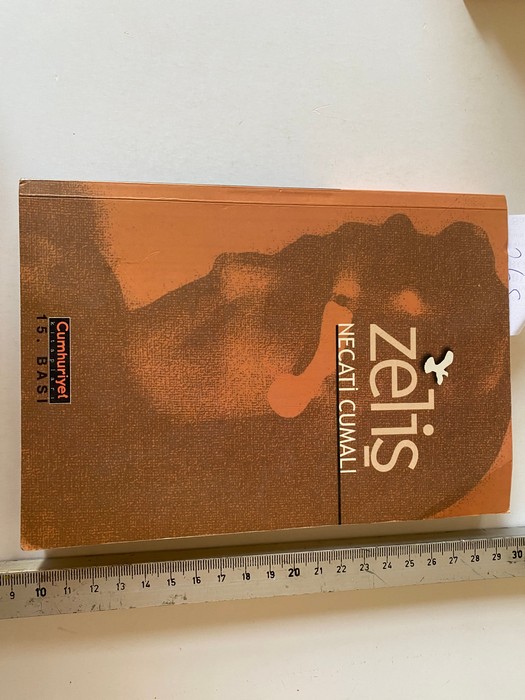 zeliş
NECATİ CUMALI
Cumhuriyet
kitapları
15. BASI
9 10 11 12 13 14 15 16 17 18 19 20 21 22 23 24 25 26 27 28 29 30